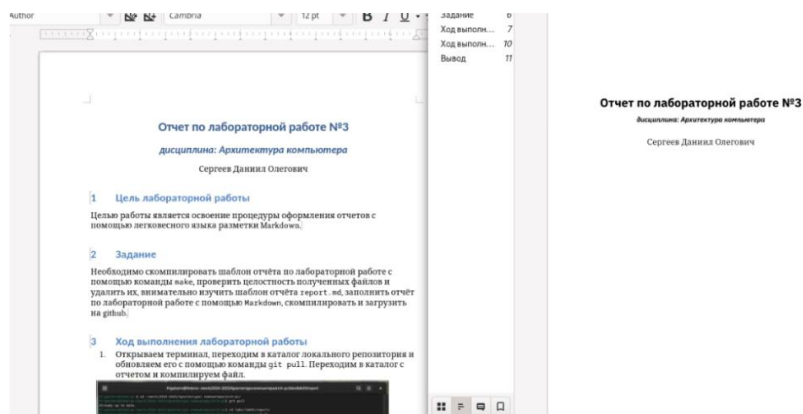 Author
Cambria
12 pt
B I U
Отчет по лабораторной работе №3
дисциплина: Архитектура компьютера
Сергеев Даниил Олегович
1 Цель лабораторной работы
Целью работы является освоение процедуры оформления отчетов с
помощью легковесного языка разметки Markdown.
2 Задание
Необходимо скомпилировать шаблон отчёта по лабораторной работе с
помощью команды make, проверить целостность полученных файлов и
удалить их, внимательно изучить шаблон отчёта report.md, заполнить отчёт
по лабораторной работе с помощью Markdown, скомпилировать и загрузить
на github.
3 Ход выполнения лабораторной работы
1. Открываем терминал, переходим в каталог локального репозитория и
обновляем его с помощью команды git pull. Переходим в каталог с
отчетом и компилируем файл.
Задание 6
Ход выполн... 7
Ход выполн... 10
Вывод 11
Отчет по лабораторной работе №3
дисциплина: Архитектура компьютера
Сергеев Даниил Олегович